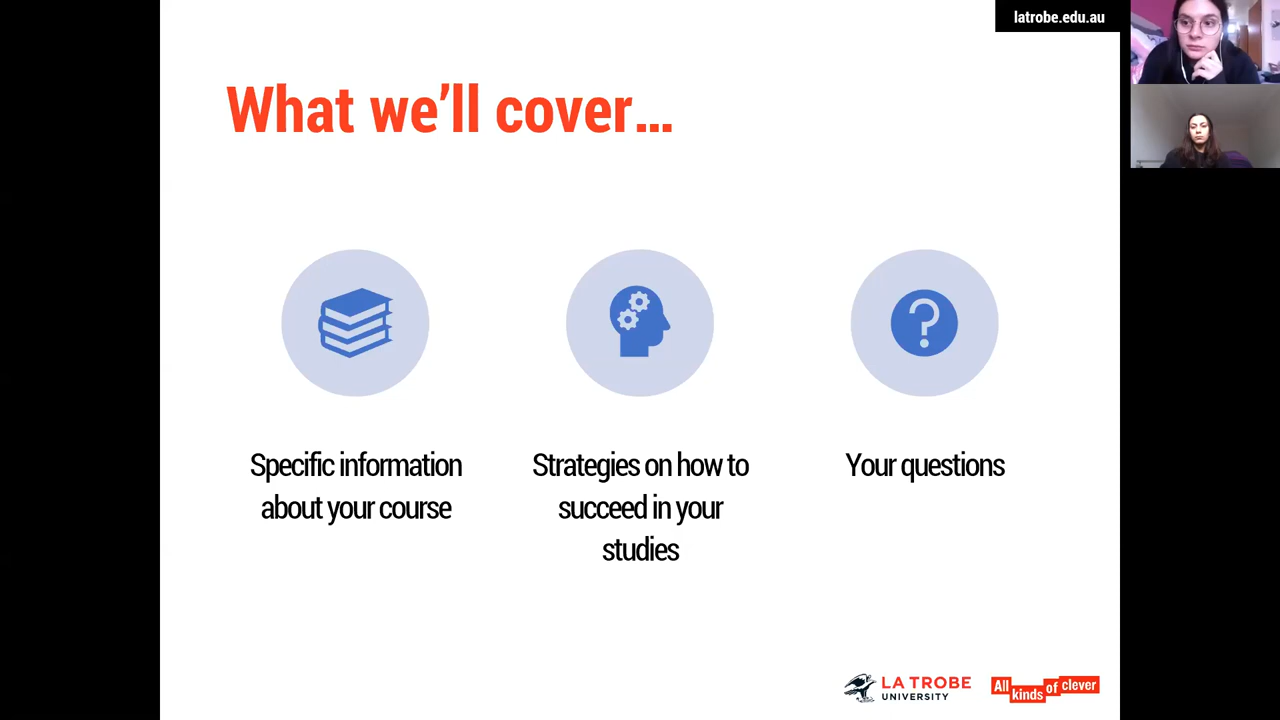 latrobe.edu.au
What we'll cover...
Specific information
about your course
Strategies on how to
succeed in your
studies
Your questions
LA TROBE
UNIVERSITY
All kinds of clever